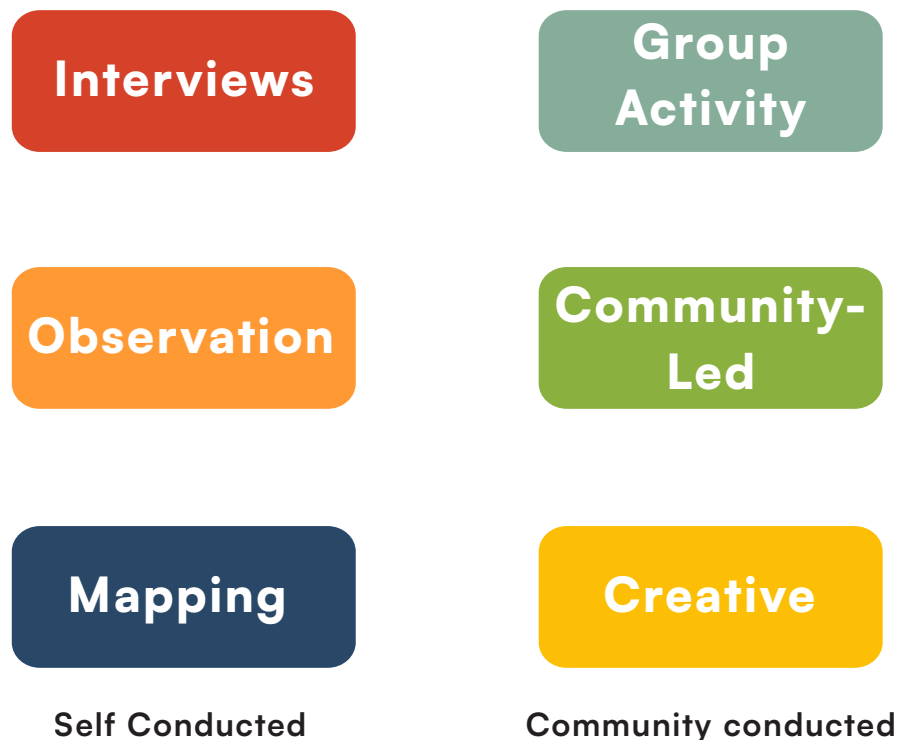 Interviews
Group
Activity
Observation
Community-
Led
Mapping
Creative
Self Conducted
Community conducted